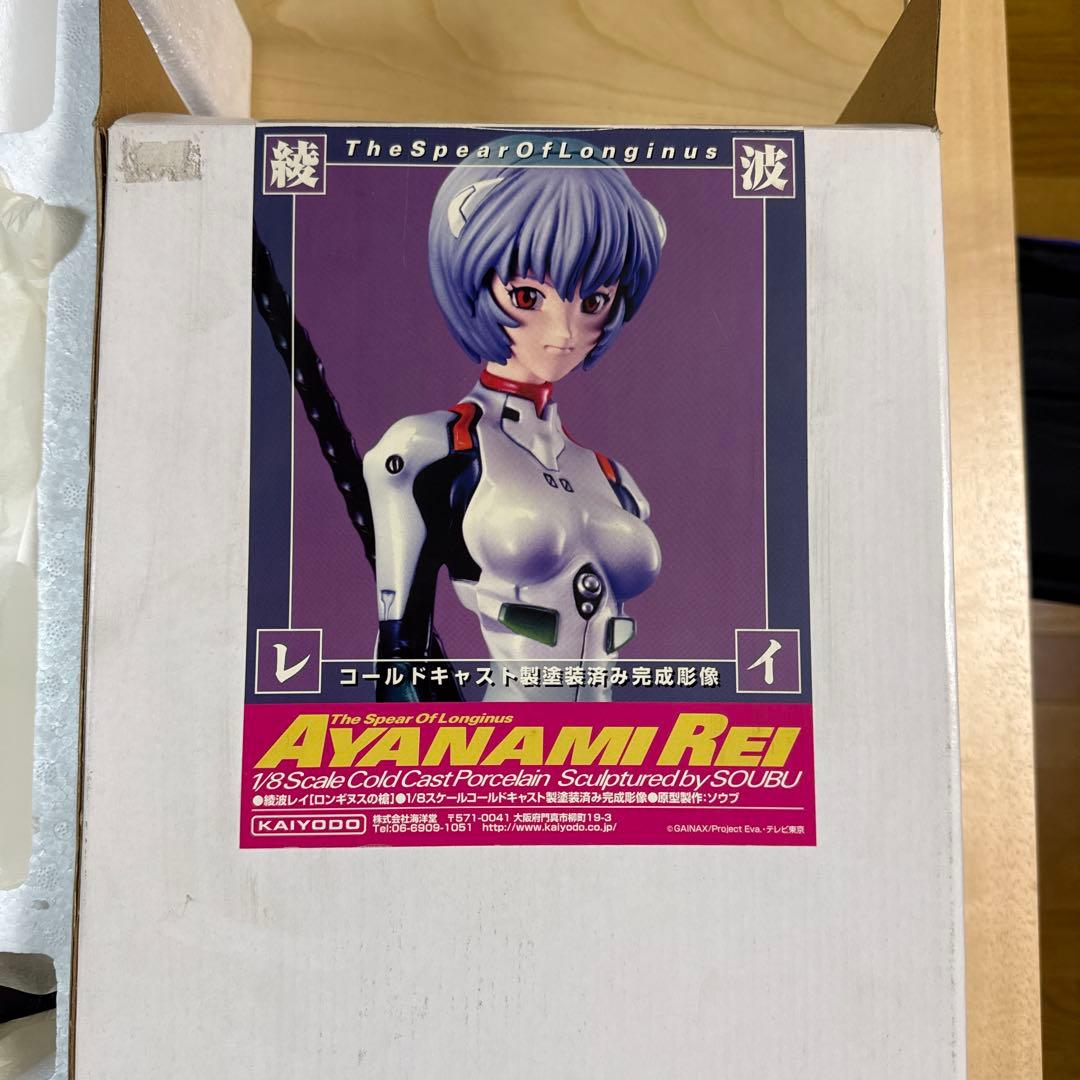 綾
TheSpearOfLonginus
波
00
レ
コールドキャスト製塗装済み完成彫像
イ
The Spear Of Longinus
AYANAMI REI
1/8 Scale Cold Cast Porcelain Sculptured by SOUBU
●綾波レイ[ロンギヌスの槍]●1/8スケールコールドキャスト製塗装済み完成彫像●原型製作:ソウブ
KAIYODO
株式会社海洋堂 〒571-0041 大阪府門真市柳町19-3
Tel:06-6909-1051 http://www.kaiyodo.co.jp/
©GAINAX/Project Eva.・テレビ東京